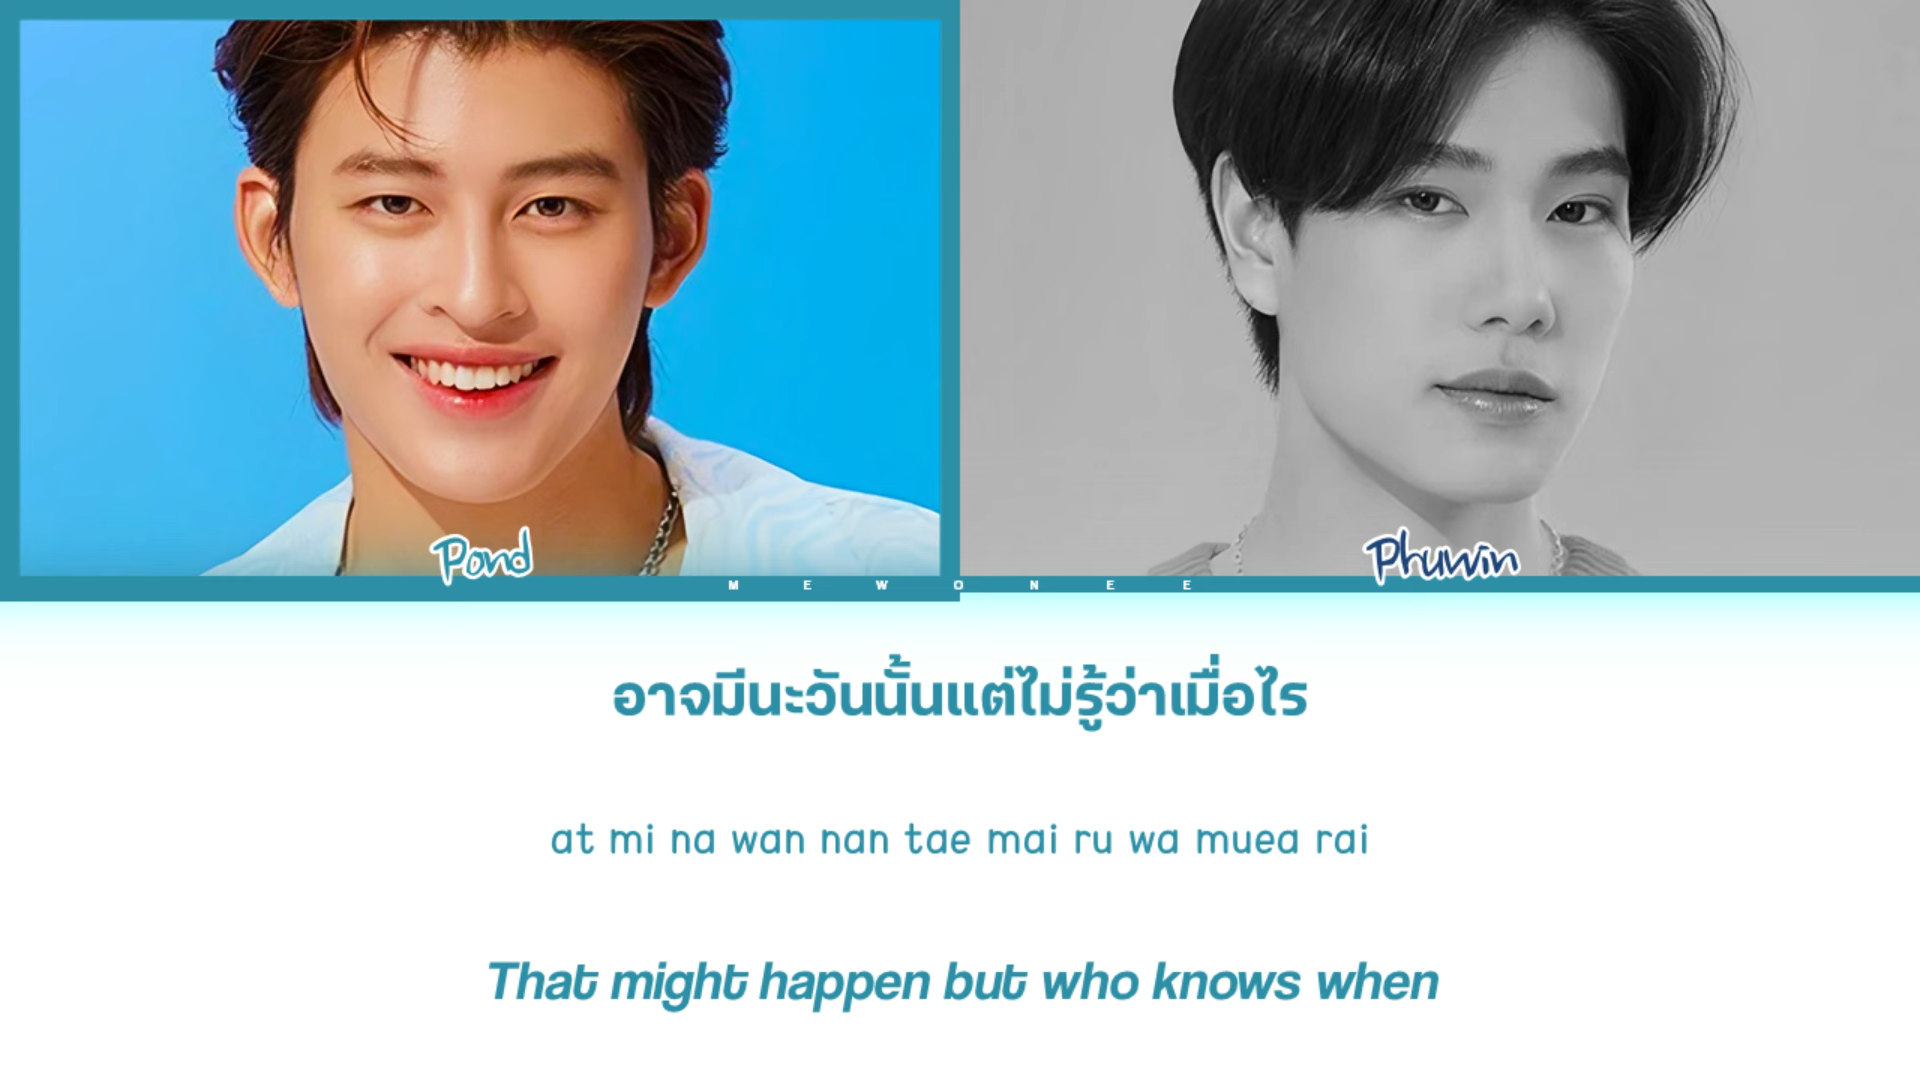 Pond
Phuwin
MEWONEE
อาจมีนะวันนั้นแต่ไม่รู้ว่าเมื่อไร
at mi na wan nan tae mai ru wa muea rai
That might happen but who knows when